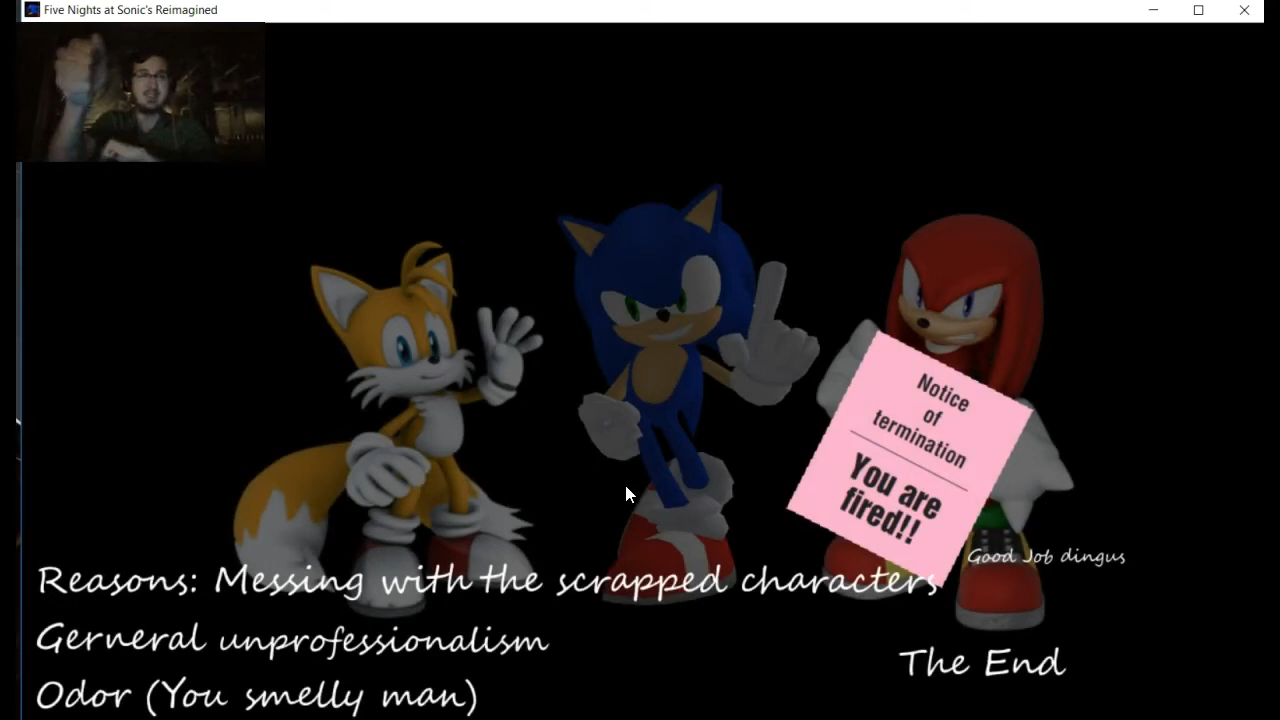 Five Nights at Sonic's Reimagined
Notice
of
termination
You are
fired!!
Good Job dingus
Reasons: Messing with the scrapped characters
Gerneral unprofessionalism
Odor (You smelly man)
The End